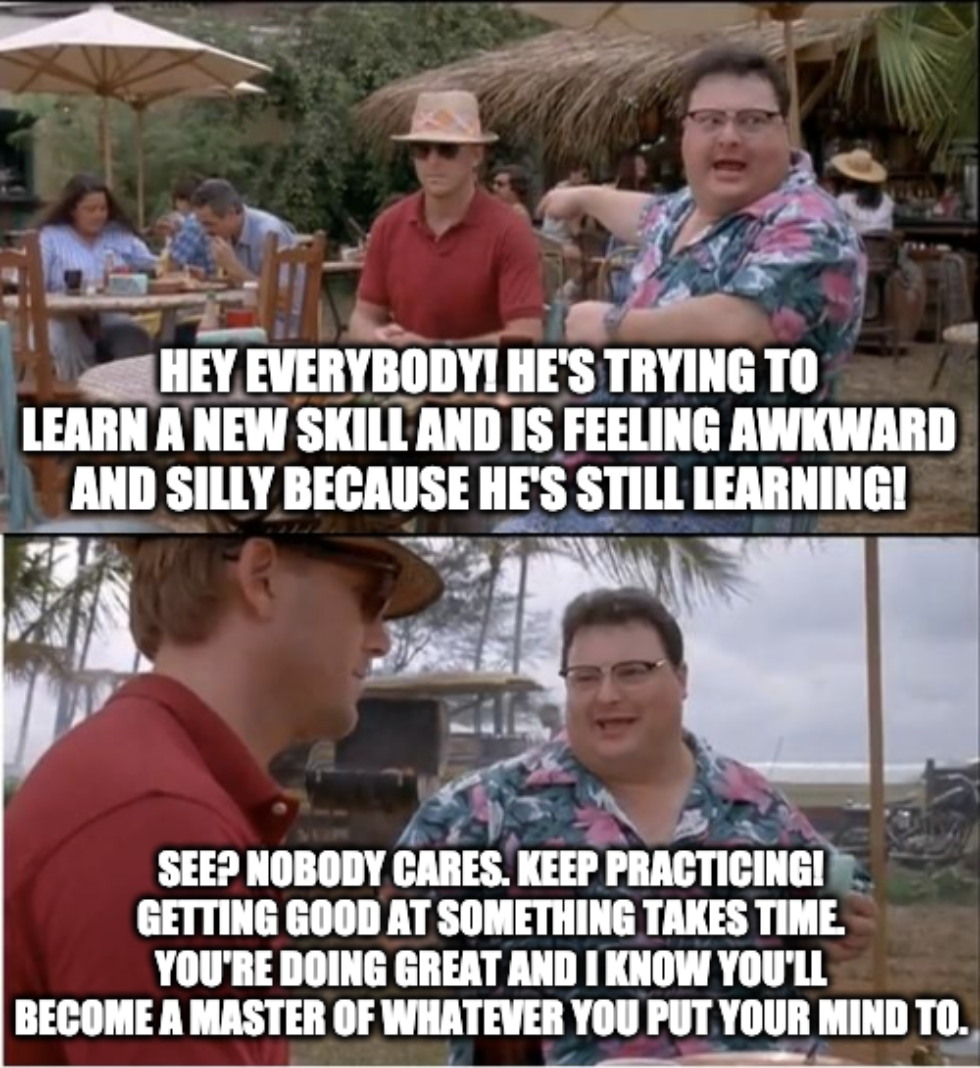 HEY EVERYBODY! HE'S TRYING TO
LEARN A NEW SKILL AND IS FEELING AWKWARD
AND SILLY BECAUSE HE'S STILL LEARNING!
SEE? NOBODY CARES. KEEP PRACTICING!
GETTING GOOD AT SOMETHING TAKES TIME.
YOU'RE DOING GREAT AND I KNOW YOU'LL
BECOME A MASTER OF WHATEVER YOU PUT YOUR MIND TO.